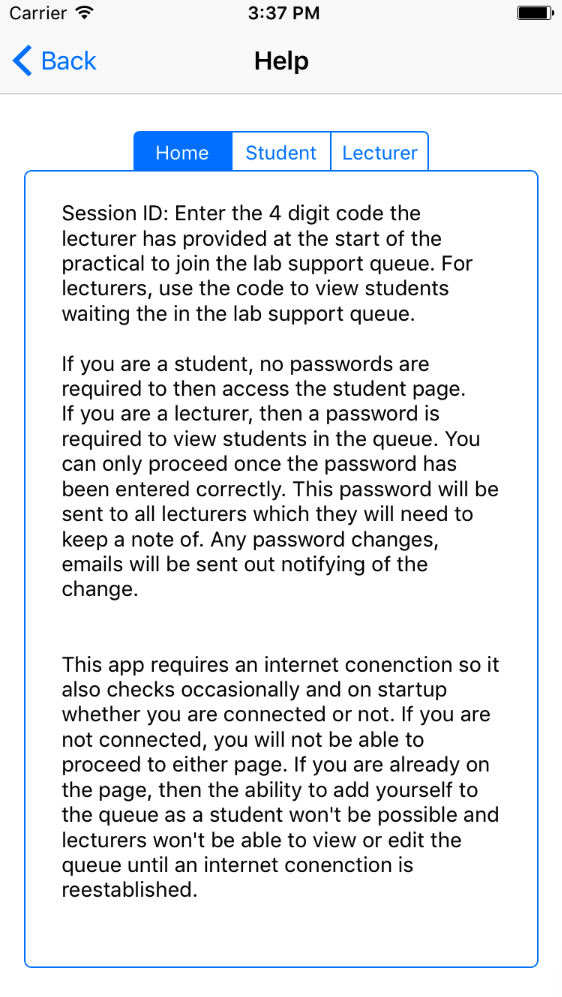 Carrier 3:37 PM
Back Help
Home Student Lecturer
Session ID: Enter the 4 digit code the
lecturer has provided at the start of the
practical to join the lab support queue. For
lecturers, use the code to view students
waiting the in the lab support queue.
If you are a student, no passwords are
required to then access the student page.
If you are a lecturer, then a password is
required to view students in the queue. You
can only proceed once the password has
been entered correctly. This password will be
sent to all lecturers which they will need to
keep a note of. Any password changes,
emails will be sent out notifying of the
change.
This app requires an internet conenction so it
also checks occasionally and on startup
whether you are connected or not. If you are
not connected, you will not be able to
proceed to either page. If you are already on
the page, then the ability to add yourself to
the queue as a student won't be possible and
lecturers won't be able to view or edit the
queue until an internet conenction is
reestablished.